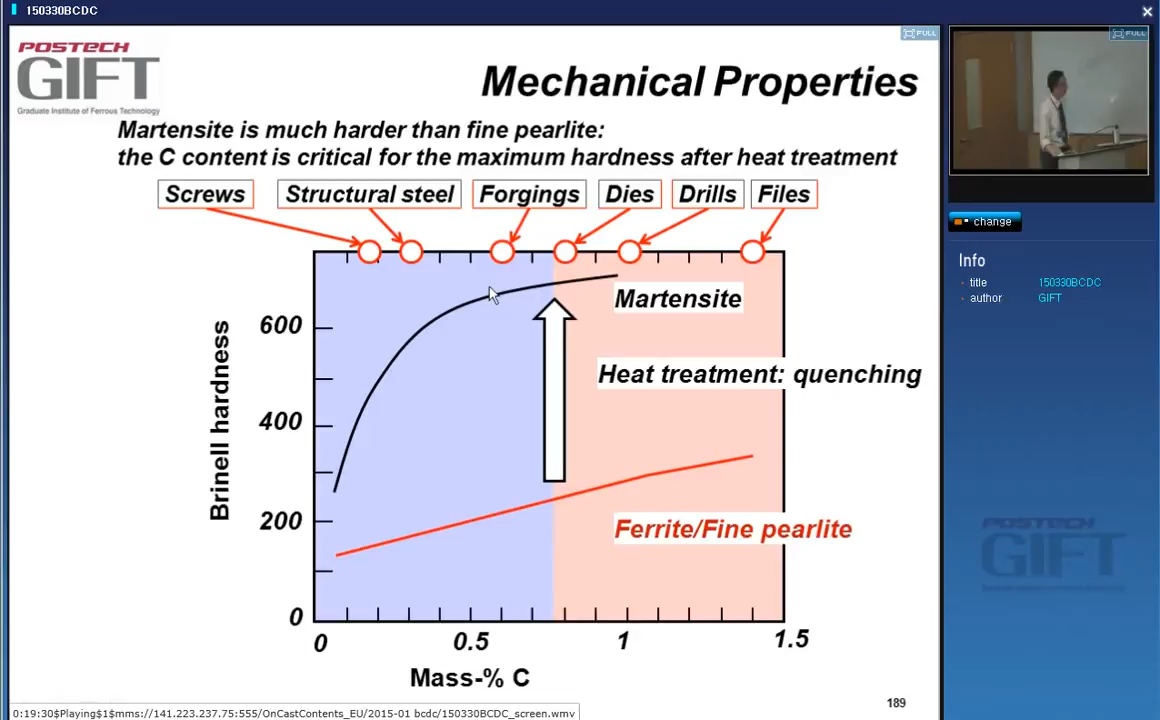 150330BCDC
FULL
FULL
POSTECH
GIFT
Graduate Institute of Ferrous Technology
Mechanical Properties
Martensite is much harder than fine pearlite:
the C content is critical for the maximum hardness after heat treatment
Screws
Structural steel
Forgings
Dies
Drills
Files
change
Info
title 150330BCDC
author GIFT
Martensite
Heat treatment: quenching
Ferrite/Fine pearlite
Brinell hardness
600
400
200
0
0
0.5
1
1.5
Mass-% C
POSTECH
GIFT
189
0:19:30$Playing$1$mms://141.223.237.75:555/OnCastContents_EU/2015-01 bcdc/150330BCDC_screen.wmv